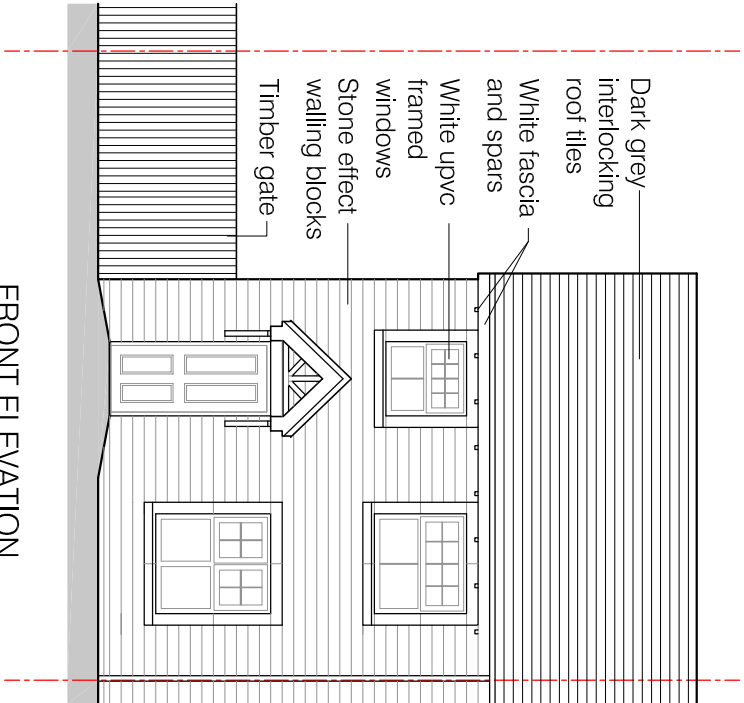 Dark grey
interlocking
roof tiles
White fascia
and spars
White upvc
framed
windows
Stone effect
walling blocks
Timber gate
FRONT ELEVATION